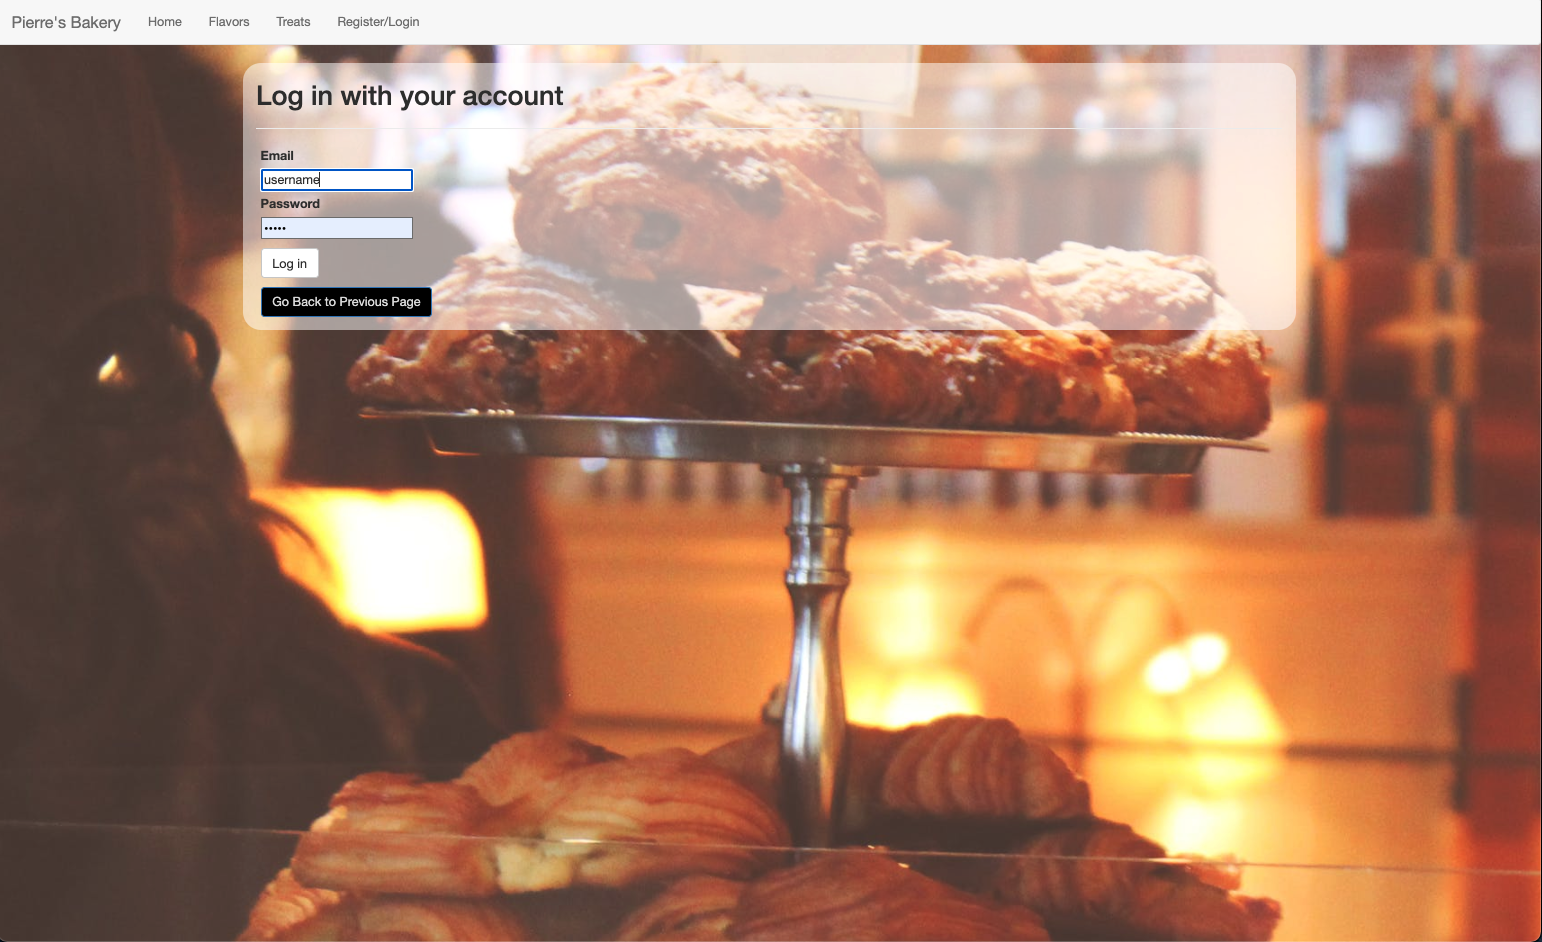 Pierre's Bakery Home Flavors Treats Register/Login
Log in with your account
Email
username
Password
•••••
Log in
Go Back to Previous Page